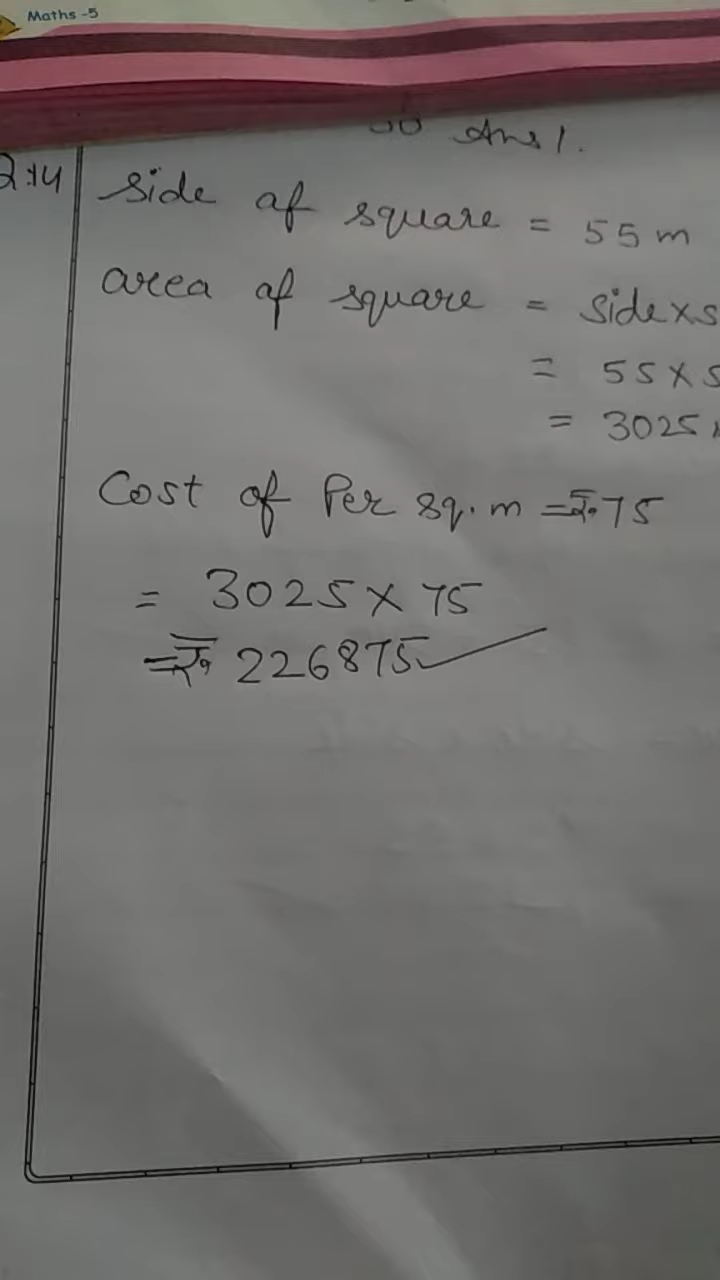 Maths -5
Ans 1.
2:14
side of square = 55 m
area of square = side x s
= 55 x 5
= 3025
Cost of Per sq. m = रु. 75
= 3025 x 75
= रु. 226875